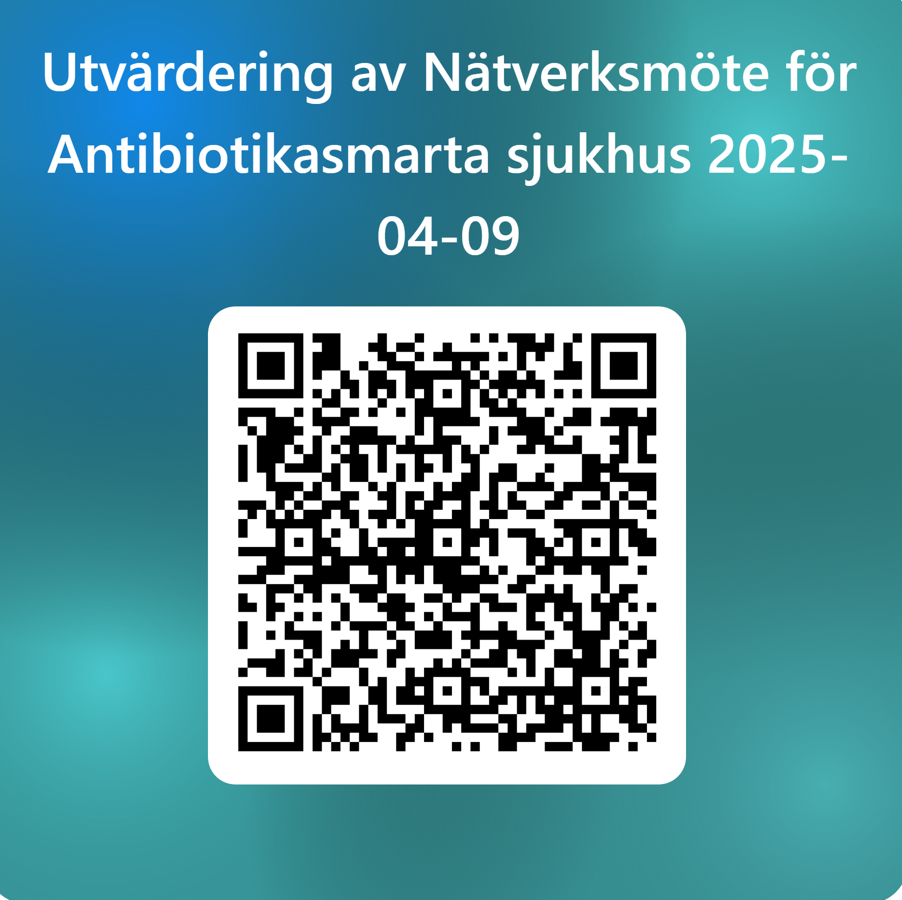 Utvärdering av Nätverksmöte för
Antibiotikasmarta sjukhus 2025-
04-09